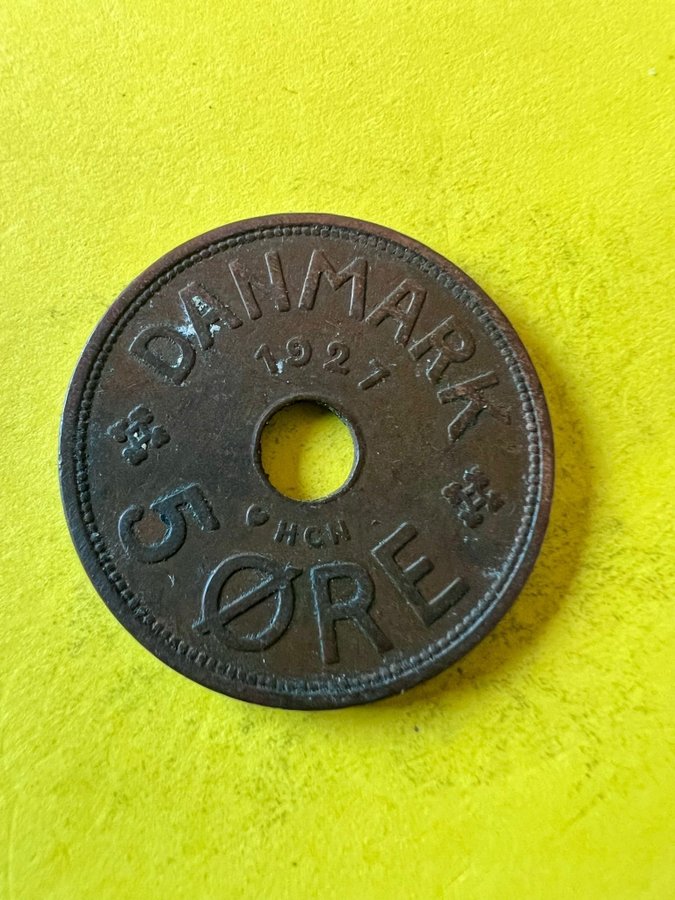 DANMARK
1927
♥ HCN
5 ØRE